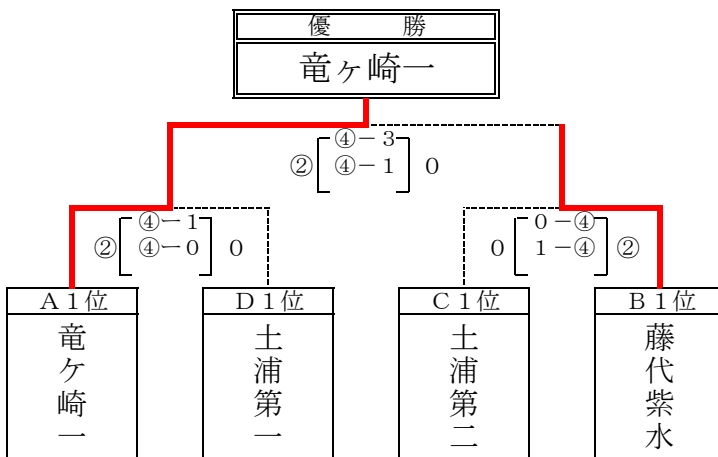 優　勝
竜ヶ崎一
④－3
② ④－1 0
④－1
② ④－0 0
0－④
0 1－④ ②
A1位
D1位
C1位
B1位
竜ケ崎一
土浦第一
土浦第二
藤代紫水